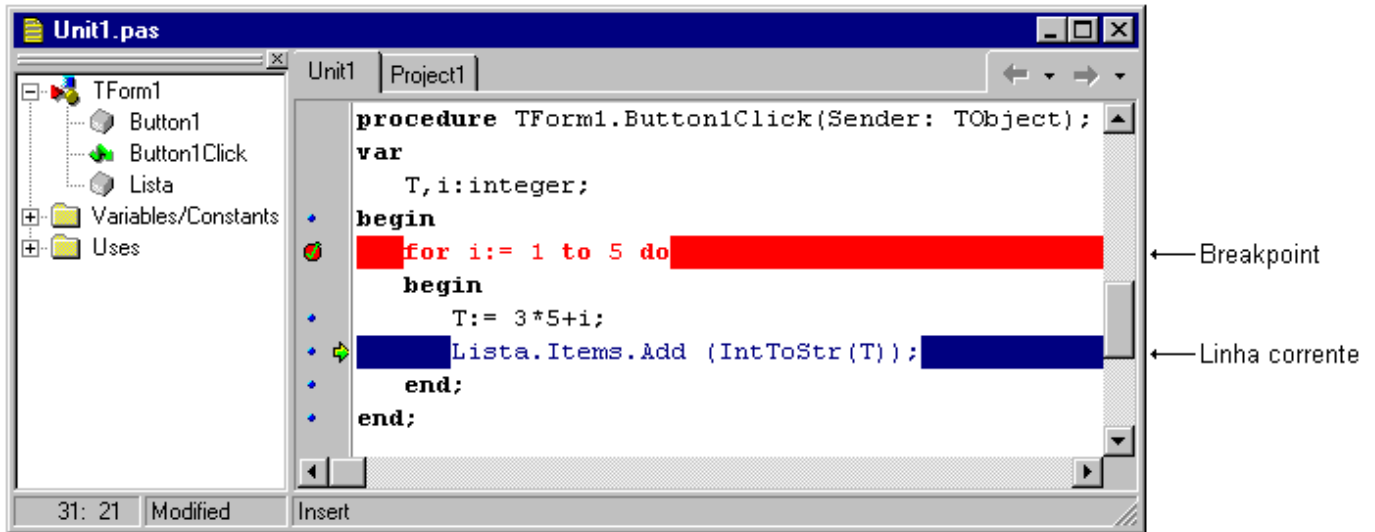 Unit1.pas
TForm1
Button1
Button1Click
Lista
Variables/Constants
Uses
Unit1
Project1
procedure TForm1.Button1Click(Sender: TObject);
var
T,i:integer;
begin
for i:= 1 to 5 do
begin
T:= 3*5+i;
Lista.Items.Add (IntToStr(T));
end;
end;
Breakpoint
Linha corrente
31: 21
Modified
Insert